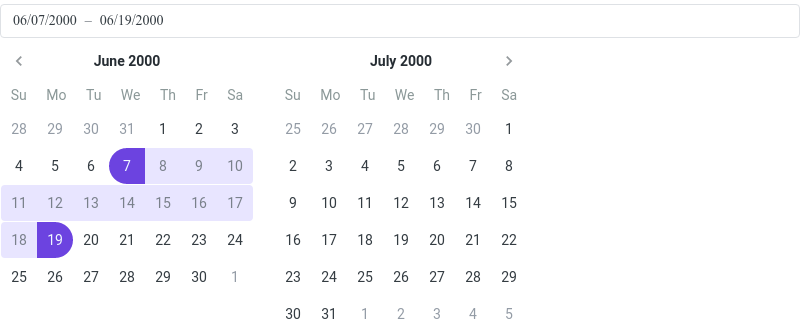 06/07/2000 – 06/19/2000
June 2000
Su Mo Tu We Th Fr Sa
28 29 30 31 1 2 3
4 5 6 7 8 9 10
11 12 13 14 15 16 17
18 19 20 21 22 23 24
25 26 27 28 29 30 1
July 2000
Su Mo Tu We Th Fr Sa
25 26 27 28 29 30 1
2 3 4 5 6 7 8
9 10 11 12 13 14 15
16 17 18 19 20 21 22
23 24 25 26 27 28 29
30 31 1 2 3 4 5